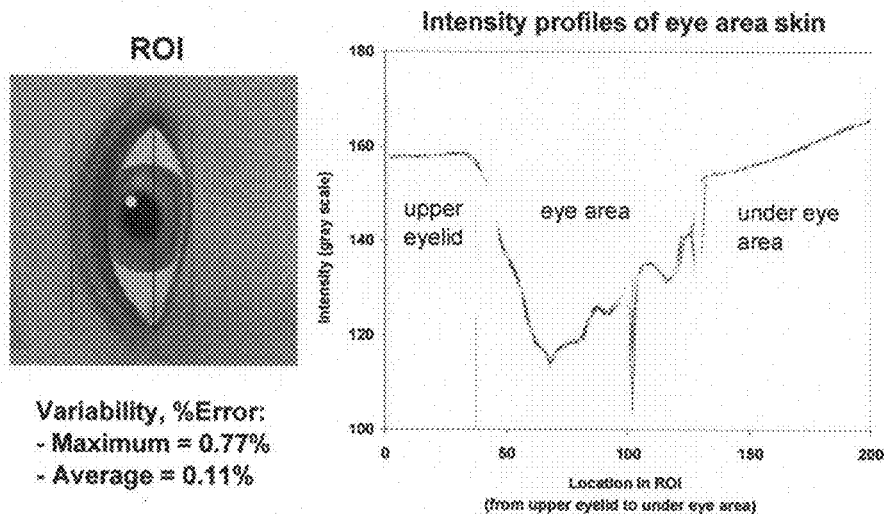 Intensity profiles of eye area skin
ROI
180
160
140
120
100
Intensity (grey scale)
upper
eyelid
eye area
under eye
area
0
50
100
150
200
Location in ROI
(from upper eyelid to under eye area)
Variability, %Error:
- Maximum = 0.77%
- Average = 0.11%